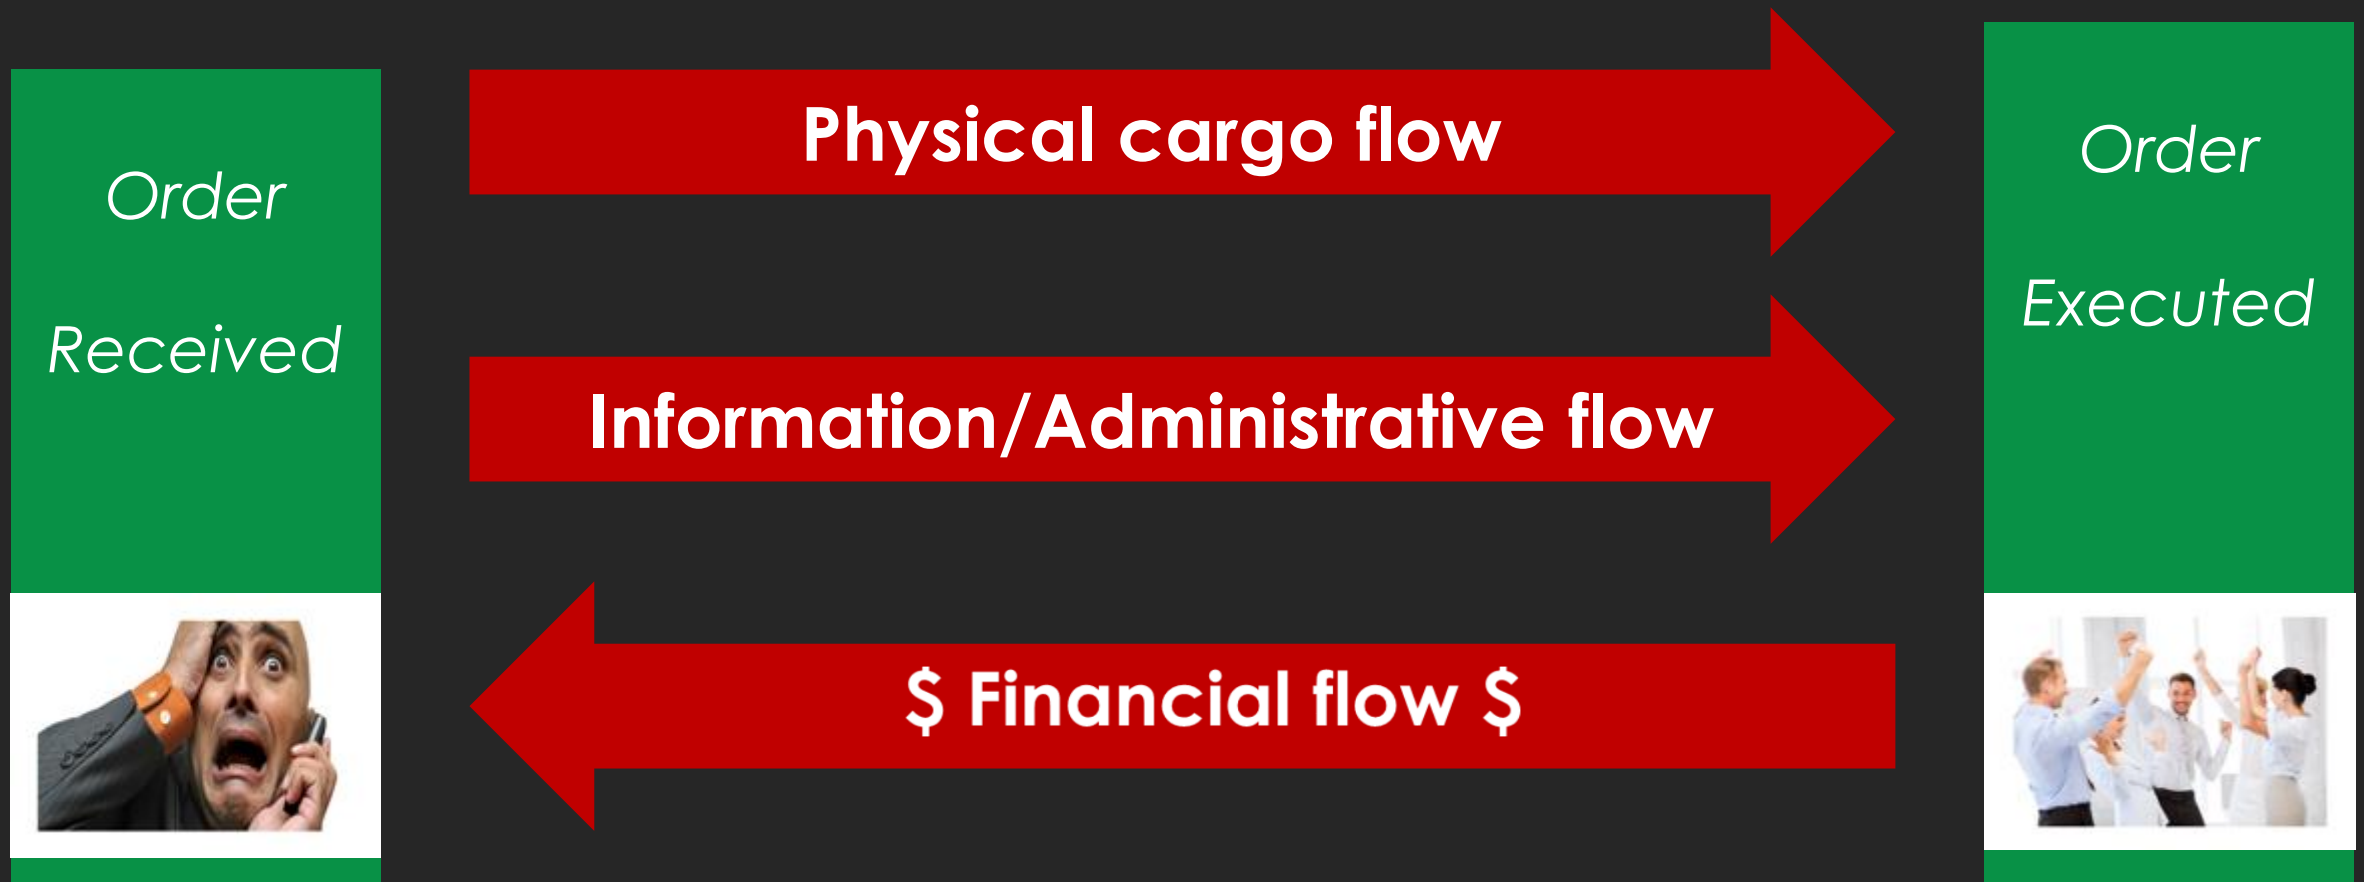 Order
Received
Physical cargo flow
Information/Administrative flow
$ Financial flow $
Order
Executed